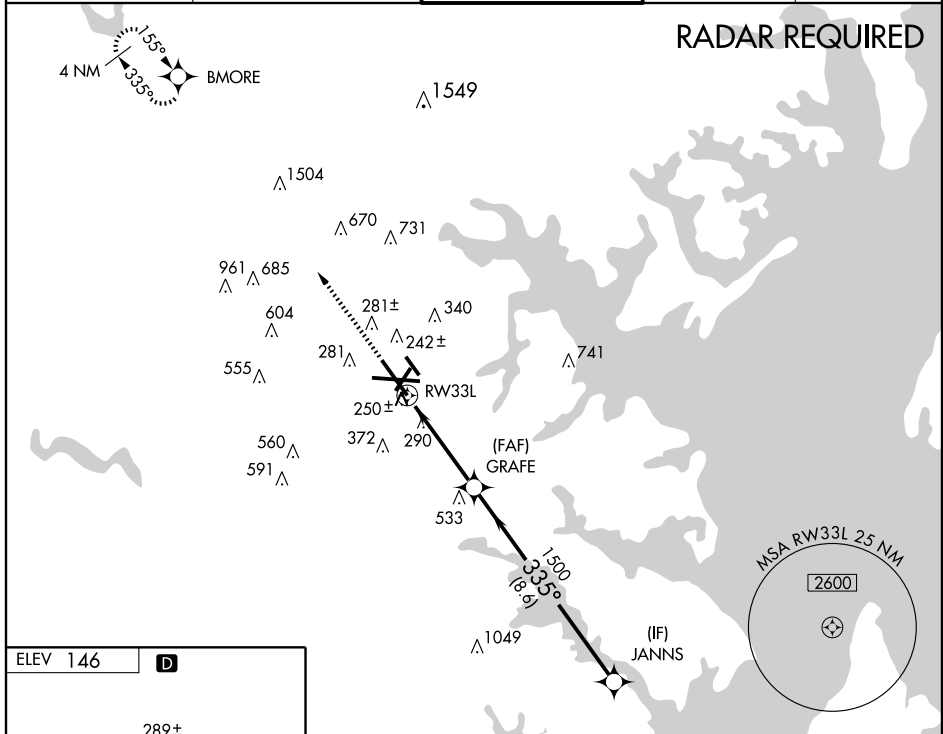 RADAR REQUIRED
155°
4 NM
335°
BMORE
1549
1504
670
731
961
685
604
281±
340
242±
281
741
555
RW33L
250±
290
372
560
591
(FAF)
GRAFE
533
1500
335°
(8.6)
MSA RW33L 25 NM
2600
1049
(IF)
JANNS
ELEV 146
D
289±